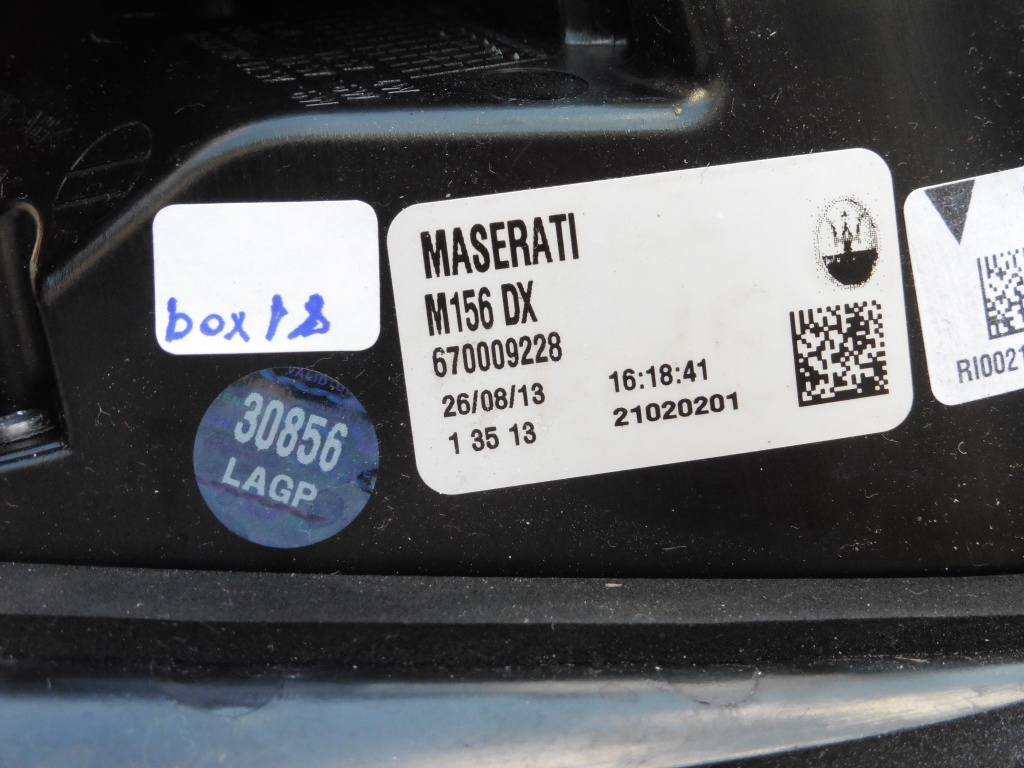 box 18
30856
LAGP
MASERATI
M156 DX
670009228
26/08/13 16:18:41
1 35 13 21020201
RI0021